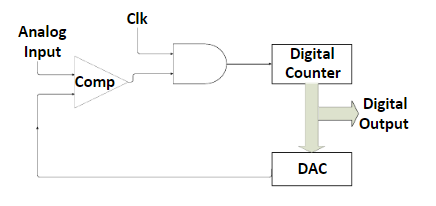 Clk
Analog
Input
Comp
Digital
Counter
Digital
Output
DAC